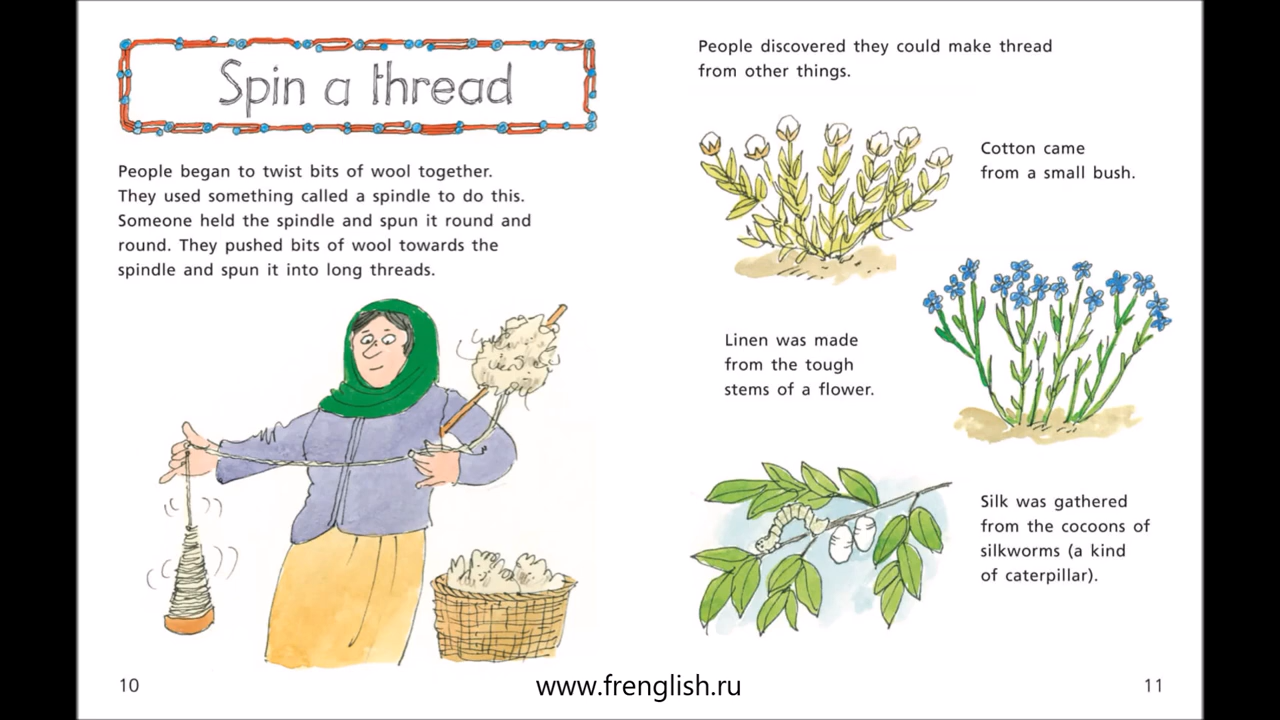 Spin a thread
People began to twist bits of wool together.
They used something called a spindle to do this.
Someone held the spindle and spun it round and
round. They pushed bits of wool towards the
spindle and spun it into long threads.
10
People discovered they could make thread
from other things.
Cotton came
from a small bush.
Linen was made
from the tough
stems of a flower.
Silk was gathered
from the cocoons of
silkworms (a kind
of caterpillar).
11
www.frenglish.ru